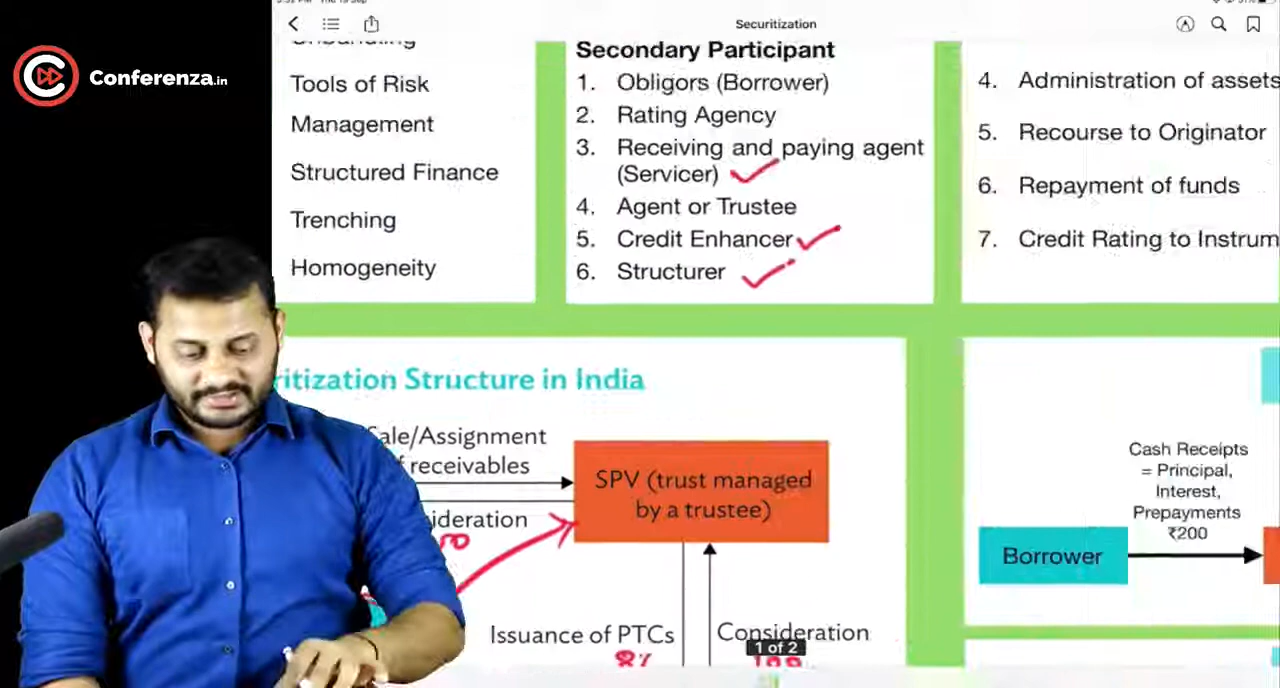 Securitization
Conferenza.in
Tools of Risk
Management
Structured Finance
Trenching
Homogeneity
Secondary Participant
1. Obligors (Borrower)
2. Rating Agency
3. Receiving and paying agent
(Servicer)
4. Agent or Trustee
5. Credit Enhancer
6. Structurer
4. Administration of assets
5. Recourse to Originator
6. Repayment of funds
7. Credit Rating to Instrum
ritization Structure in India
Sale/Assignment
f receivables
ideration
SPV (trust managed
by a trustee)
Issuance of PTCs
8%
Consideration
100
1 of 2
Borrower
Cash Receipts
= Principal,
Interest,
Prepayments
₹200